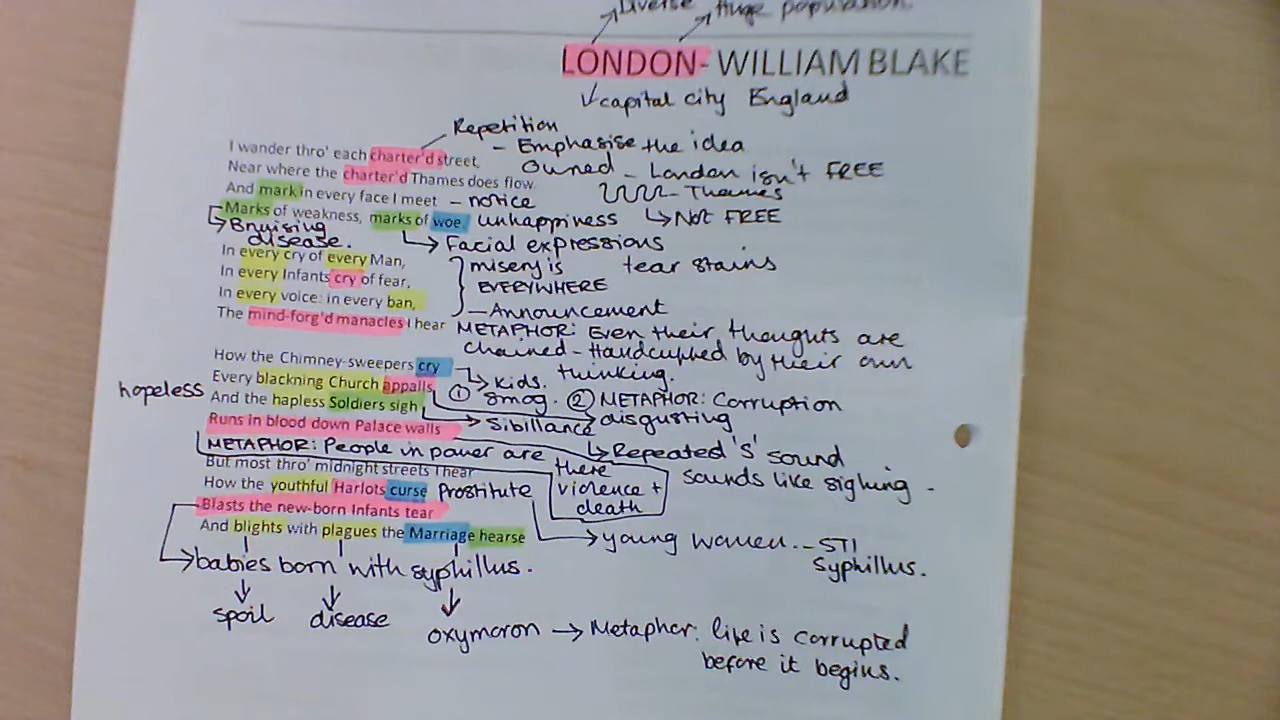 Diverse Huge population.
LONDON- WILLIAM BLAKE
capital city England
Repetition
- Emphasise the idea
I wander thro' each charter'd street,
Owned - London isn't FREE
Near where the charter'd Thames does flow.
Thames
And mark in every face I meet - notice
Marks of weakness, marks of woe. unhappiness Not FREE
Bruising
disease.
Facial expressions
In every cry of every Man,
misery is tear stains
In every Infants cry of fear,
EVERYWHERE
In every voice: in every ban,
- Announcement
The mind-forg'd manacles I hear
METAPHOR: Even their thoughts are
chained - Handcuffed by their own
thinking.
How the Chimney-sweepers cry
Kids.
Every blackning Church appalls,
① smog. ② METAPHOR: Corruption
hopeless
And the hapless Soldiers sigh
disgusting
Sibillance
Runs in blood down Palace walls
Repeated 's' sound
sounds like sighing -
METAPHOR: People in power are
there
violence +
death
But most thro' midnight streets I hear
How the youthful Harlots curse Prostitute
Blasts the new-born Infants tear
And blights with plagues the Marriage hearse
young women. - STI
Syphillus.
babies born with syphillus.
spoil disease oxymoron → Metaphor: life is corrupted
before it begins.